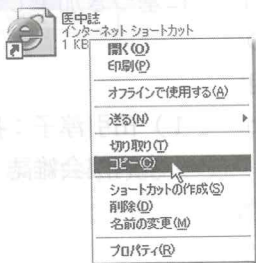 医中誌
インターネット ショートカット
1 KB
開く(O)
印刷(P)
オフラインで使用する(A)
送る(N)
切り取り(T)
コピー(C)
ショートカットの作成(S)
削除(D)
名前の変更(M)
プロパティ(R)